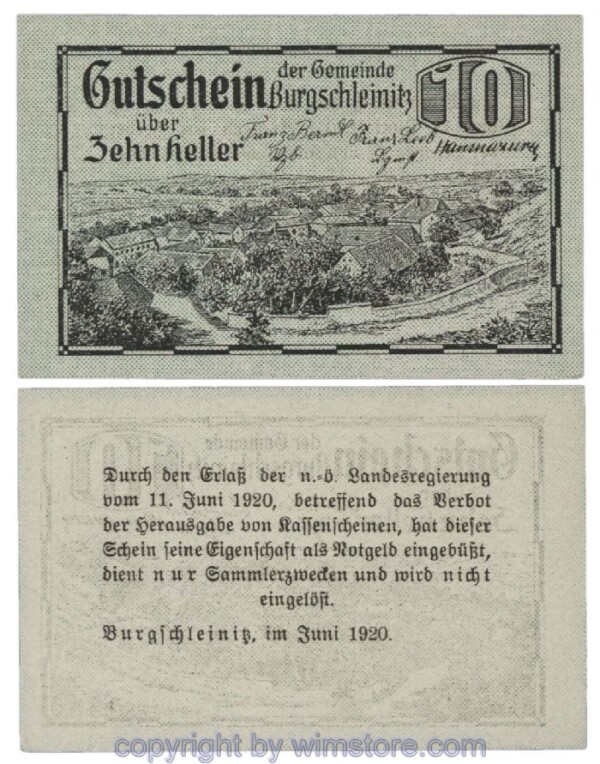 Gutschein der Gemeinde
Burgschleinitz 10
über
Zehn Heller
Franz Franz
Durch den Erlaß der n.-ö. Landesregierung
vom 11. Juni 1920, betreffend das Verbot
der Herausgabe von Kassenscheinen, hat dieser
Schein seine Eigenschaft als Notgeld eingebüßt,
dient nur Sammlerzwecken und wird nicht
eingelöst.
Burgschleinitz, im Juni 1920.
copyright by wimstore.com